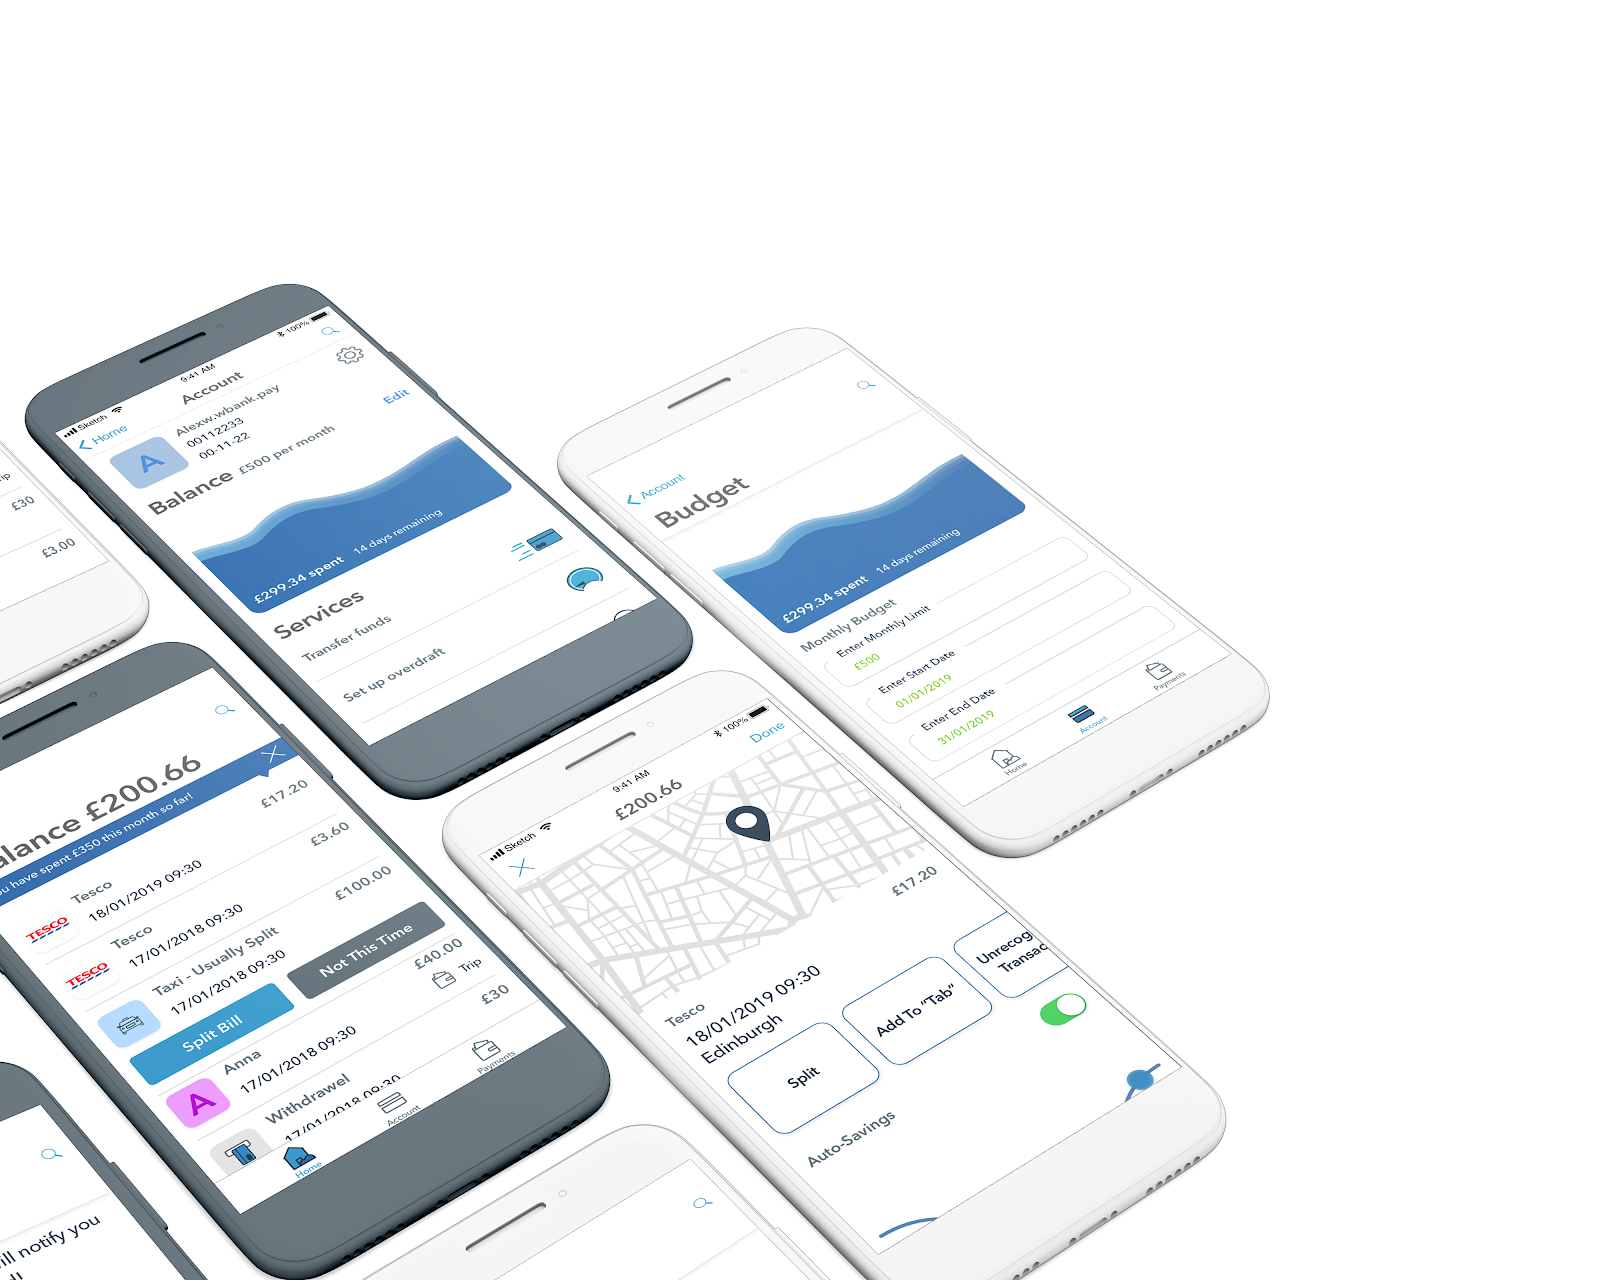 Sketch
9:41 AM
100%
Home
Account
Alexw.wbank.pay
00112233
00-11-22
A
Edit
Balance £500 per month
£299.34 spent 14 days remaining
Services
Transfer funds
Set up overdraft
Account
Budget
£299.34 spent 14 days remaining
Monthly Budget
Enter Monthly Limit
£500
Enter Start Date
01/01/2019
Enter End Date
31/01/2019
Home
Account
Payments
£30
£3.00
£200.66
have spent £350 this month so far!
Tesco
£17.20
TESCO
18/01/2019 09:30
Tesco
£3.60
TESCO
17/01/2018 09:30
Taxi - Usually Split
£100.00
17/01/2018 09:30
Split Bill
Not This Time
Anna
£40.00
A
17/01/2018 09:30
Trip
Withdrawel
£30
17/01/2018 09:30
Home
Account
Payments
Sketch
9:41 AM
100%
£200.66
Done
Tesco
£17.20
18/01/2019 09:30
Edinburgh
Split
Add To “Tab”
Unrecog
Transac
Auto-Savings
notify you